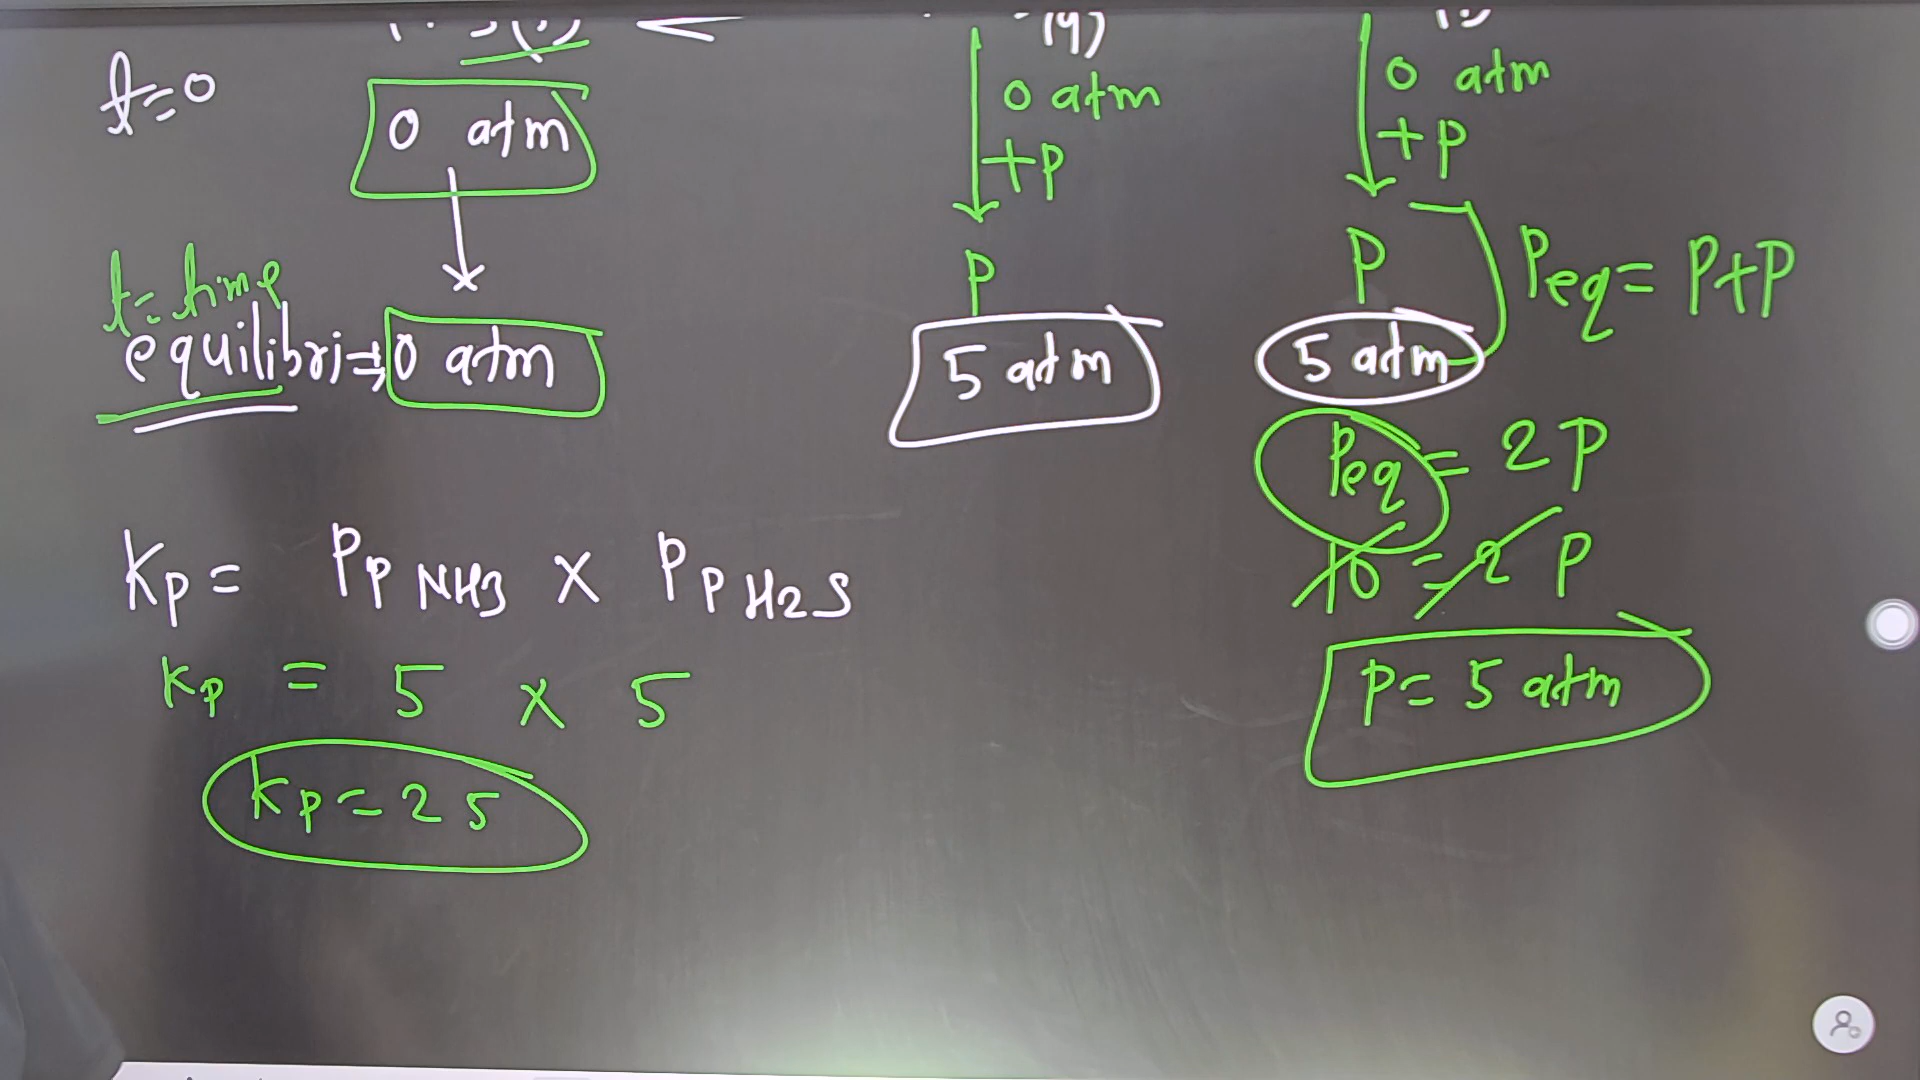 t=0 0 atm 0 atm 0 atm
+P +P
t= time P P Peq= P+P
equilibri⇒ 0 atm 5 atm 5 atm
Peq = 2P
Kp = PP NH3 X PP H2S 10 = 2 P
Kp = 5 x 5 P= 5 atm
Kp = 25